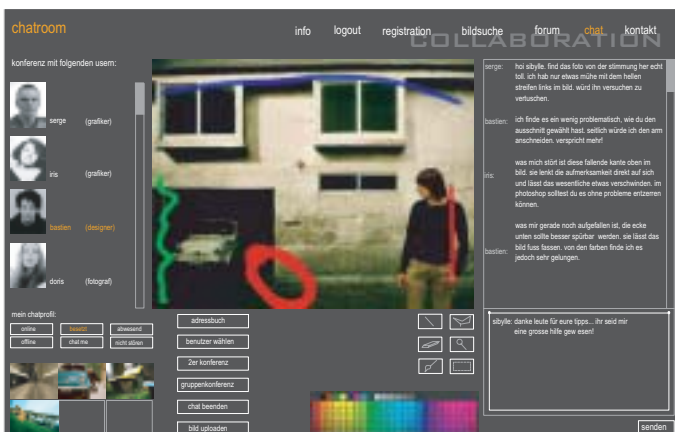 chatroom
info logout registration bildsuche forum chat kontakt
COLLABORATION
konferenz mit folgenden usern:
serge (grafiker)
iris (grafiker)
bastien (designer)
doris (fotograf)
mein chatprofil:
online besetzt abwesend
offline chat me nicht stören
adressbuch
benutzer wählen
2er konferenz
gruppenkonferenz
chat beenden
bild uploaden
serge: hoi sibylle. find das foto von der stimmung her echt
toll. ich hab nur etwas mühe mit dem hellen
streifen links im bild. würd ihn versuchen zu
vertuschen.
bastien: ich finde es ein wenig problematisch, wie du den
ausschnitt gewählt hast. seitlich würde ich den arm
anschneiden. verspricht mehr!
iris: was mich stört ist diese fallende kante oben im
bild. sie lenkt die aufmerksamkeit direkt auf sich
und lässt das wesentliche etwas verschwinden. im
photoshop solltest du es ohne probleme entzerren
können.
bastien: was mir gerade noch aufgefallen ist, die ecke
unten sollte besser spürbar werden. sie lässt das
bild fuss fassen. von den farben finde ich es
jedoch sehr gelungen.
sibylle: danke leute für eure tipps... ihr seid mir
eine grosse hilfe gew esen!
senden